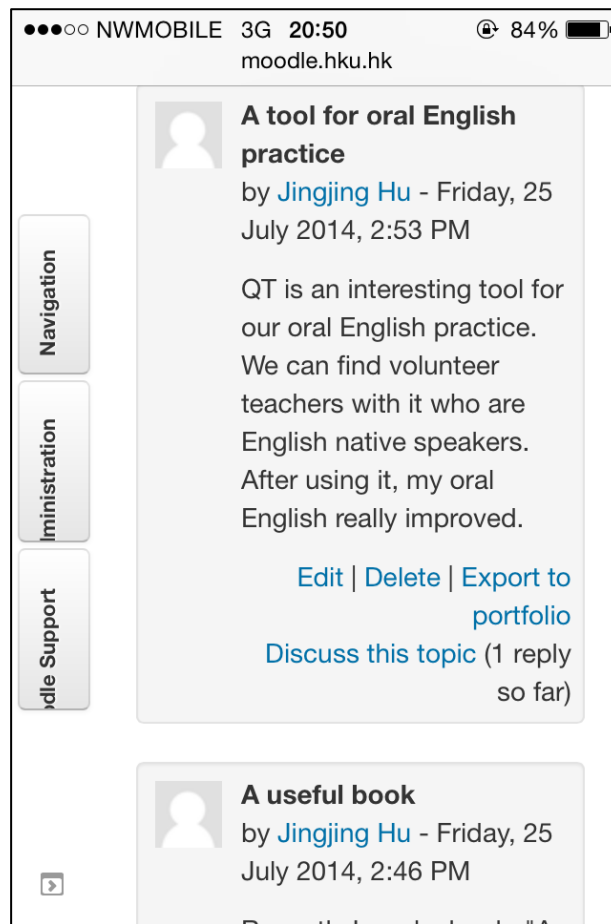 NWMOBILE 3G 20:50 84%
moodle.hku.hk
A tool for oral English
practice
by Jingjing Hu - Friday, 25
July 2014, 2:53 PM
QT is an interesting tool for
our oral English practice.
We can find volunteer
teachers with it who are
English native speakers.
After using it, my oral
English really improved.
Edit | Delete | Export to
portfolio
Discuss this topic (1 reply
so far)
Navigation
ministration
dle Support
A useful book
by Jingjing Hu - Friday, 25
July 2014, 2:46 PM